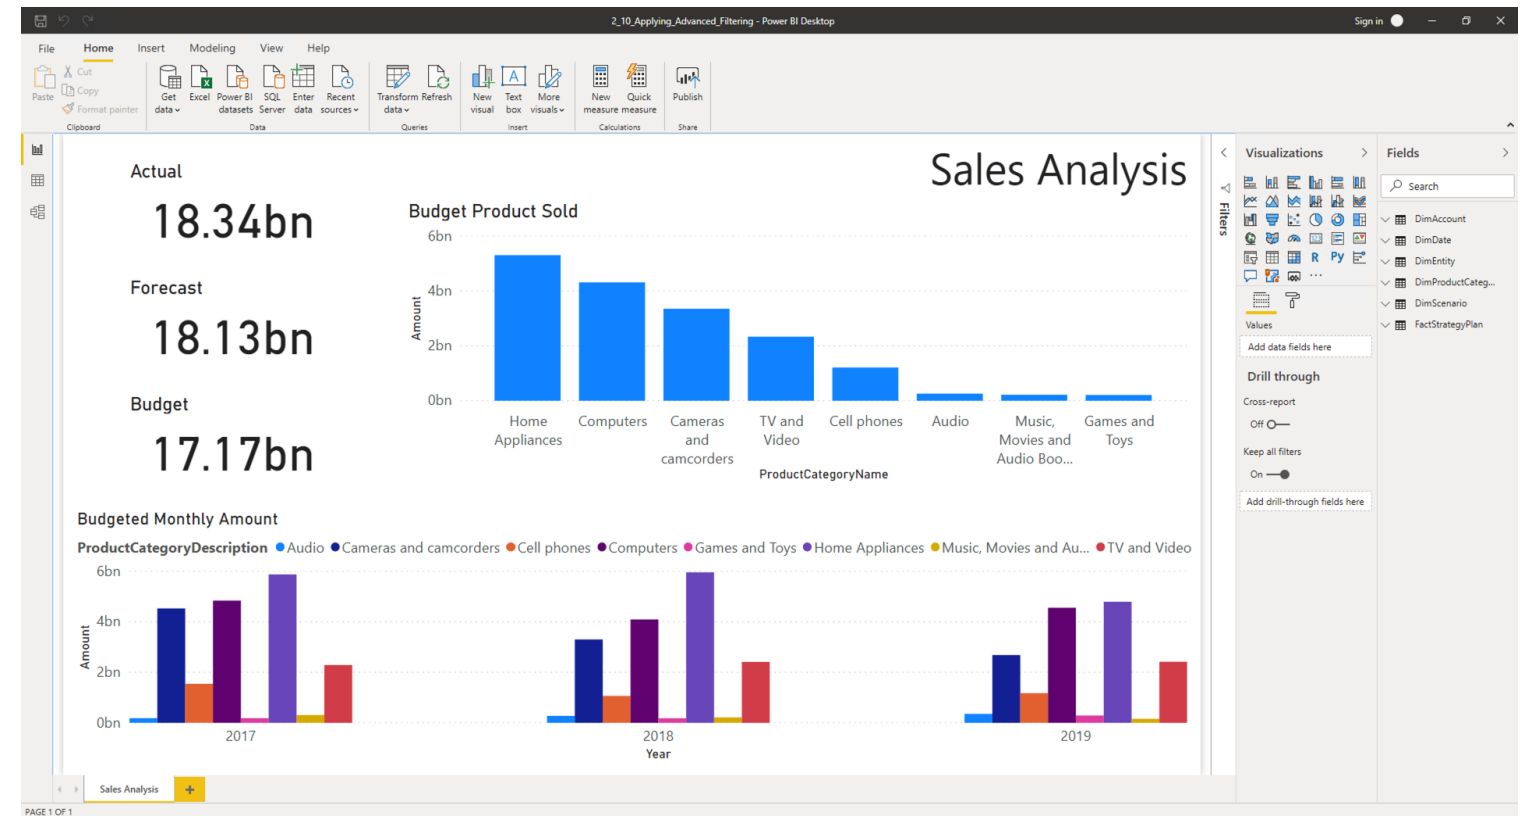 2_10_Applying_Advanced_Filtering - Power BI Desktop
Sign in
File Home Insert Modeling View Help
Cut
Copy
Format painter
Paste
Get data
Excel
Power BI datasets
SQL Server
Enter data
Recent sources
Transform data
Refresh
New visual
Text box
More visuals
New measure
Quick measure
Publish
Clipboard
Data
Queries
Insert
Calculations
Share
Sales Analysis
Actual
18.34bn
Forecast
18.13bn
Budget
17.17bn
Budget Product Sold
6bn
4bn
2bn
0bn
Amount
Home
Appliances
Computers
Cameras
and
camcorders
TV and
Video
Cell phones
Audio
Music,
Movies and
Audio Boo...
Games and
Toys
ProductCategoryName
Budgeted Monthly Amount
ProductCategoryDescription Audio Cameras and camcorders Cell phones Computers Games and Toys Home Appliances Music, Movies and Au... TV and Video
6bn
4bn
2bn
0bn
Amount
2017
2018
2019
Year
Filters
Visualizations
R
Py
Values
Add data fields here
Drill through
Cross-report
Off
Keep all filters
On
Add drill-through fields here
Fields
Search
DimAccount
DimDate
DimEntity
DimProductCateg...
DimScenario
FactStrategyPlan
Sales Analysis
PAGE 1 OF 1